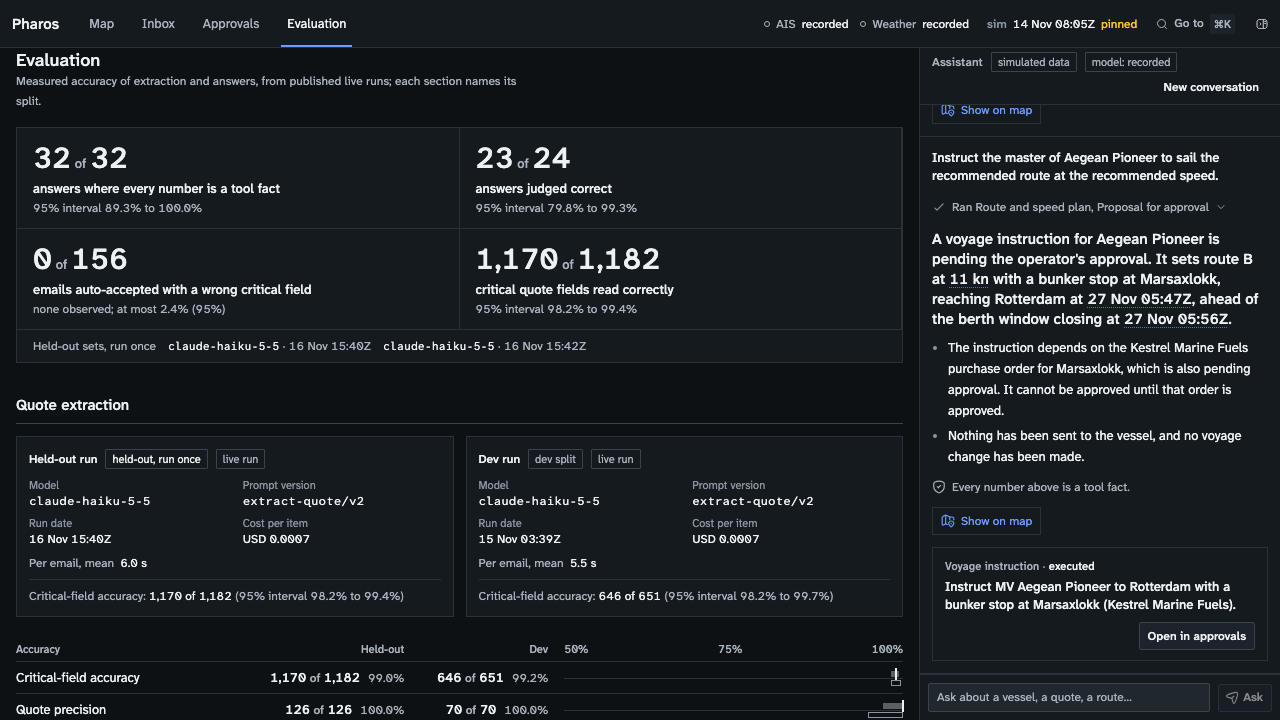 Pharos
Map
Inbox
Approvals
Evaluation
AIS recorded
Weather recorded
sim 14 Nov 08:05Z pinned
Go to ⌘K
Evaluation
Measured accuracy of extraction and answers, from published live runs; each section names its
split.
32 of 32
answers where every number is a tool fact
95% interval 89.3% to 100.0%
23 of 24
answers judged correct
95% interval 79.8% to 99.3%
0 of 156
emails auto-accepted with a wrong critical field
none observed; at most 2.4% (95%)
1,170 of 1,182
critical quote fields read correctly
95% interval 98.2% to 99.4%
Held-out sets, run once claude-haiku-5-5 · 16 Nov 15:40Z claude-haiku-5-5 · 16 Nov 15:42Z
Quote extraction
Held-out run held-out, run once live run
Model Prompt version
claude-haiku-5-5 extract-quote/v2
Run date Cost per item
16 Nov 15:40Z USD 0.0007
Per email, mean 6.0 s
Critical-field accuracy: 1,170 of 1,182 (95% interval 98.2% to 99.4%)
Dev run dev split live run
Model Prompt version
claude-haiku-5-5 extract-quote/v2
Run date Cost per item
15 Nov 03:39Z USD 0.0007
Per email, mean 5.5 s
Critical-field accuracy: 646 of 651 (95% interval 98.2% to 99.7%)
Accuracy Held-out Dev 50% 75% 100%
Critical-field accuracy 1,170 of 1,182 99.0% 646 of 651 99.2%
Quote precision 126 of 126 100.0% 70 of 70 100.0%
Assistant simulated data model: recorded
New conversation
Show on map
Instruct the master of Aegean Pioneer to sail the
recommended route at the recommended speed.
Ran Route and speed plan, Proposal for approval
A voyage instruction for Aegean Pioneer is
pending the operator's approval. It sets route B
at 11 kn with a bunker stop at Marsaxlokk,
reaching Rotterdam at 27 Nov 05:47Z, ahead of
the berth window closing at 27 Nov 05:56Z.
• The instruction depends on the Kestrel Marine Fuels
purchase order for Marsaxlokk, which is also pending
approval. It cannot be approved until that order is
approved.
• Nothing has been sent to the vessel, and no voyage
change has been made.
Every number above is a tool fact.
Show on map
Voyage instruction · executed
Instruct MV Aegean Pioneer to Rotterdam with a
bunker stop at Marsaxlokk (Kestrel Marine Fuels).
Open in approvals
Ask about a vessel, a quote, a route...
Ask